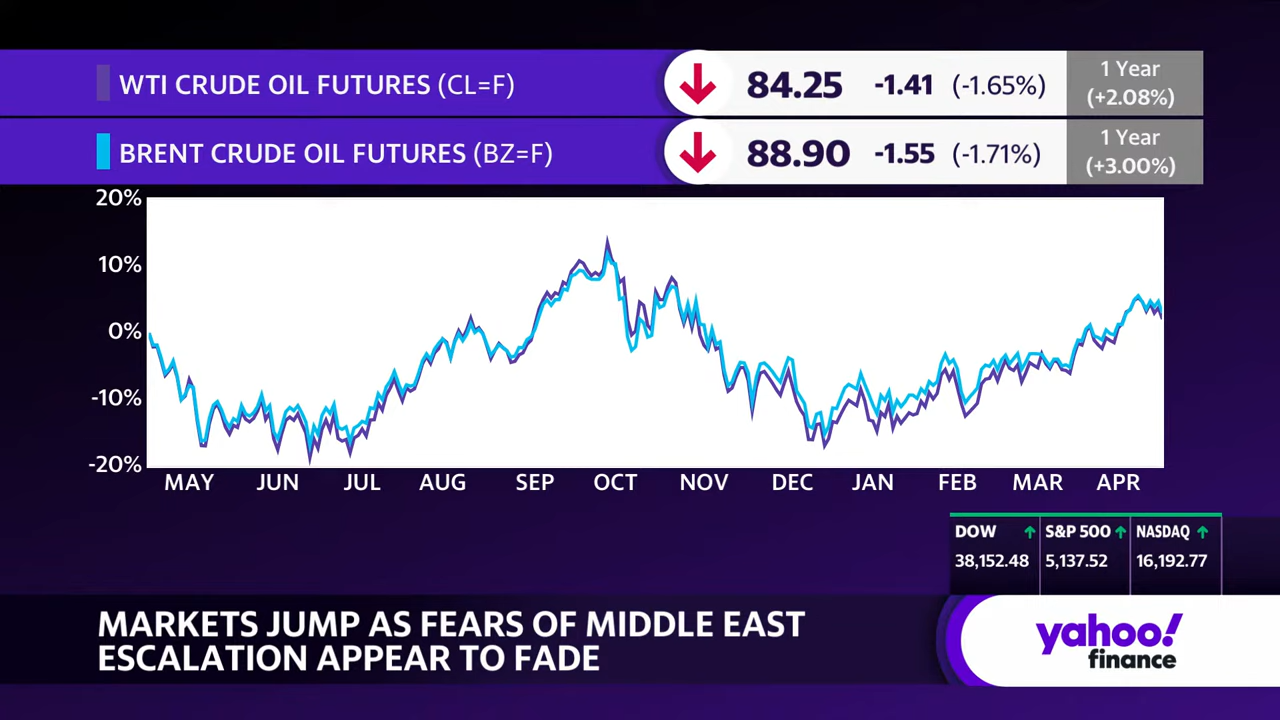 WTI CRUDE OIL FUTURES (CL=F) 84.25 -1.41 (-1.65%) 1 Year
(+2.08%)
BRENT CRUDE OIL FUTURES (BZ=F) 88.90 -1.55 (-1.71%) 1 Year
(+3.00%)
20%
10%
0%
-10%
-20%
MAY JUN JUL AUG SEP OCT NOV DEC JAN FEB MAR APR
DOW S&P 500 NASDAQ
38,152.48 5,137.52 16,192.77
MARKETS JUMP AS FEARS OF MIDDLE EAST
ESCALATION APPEAR TO FADE
yahoo!
finance